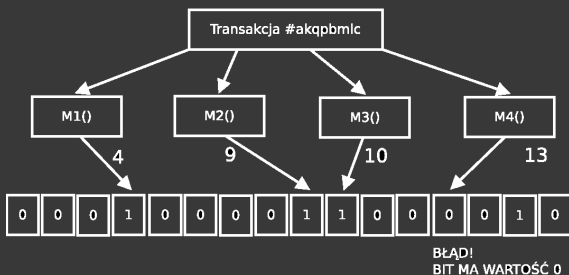 Transakcja #akqpbmlc
M1() M2() M3() M4()
4 9 10 13
0 0 0 1 0 0 0 0 1 1 0 0 0 0 1 0
BŁĄD!
BIT MA WARTOŚĆ 0